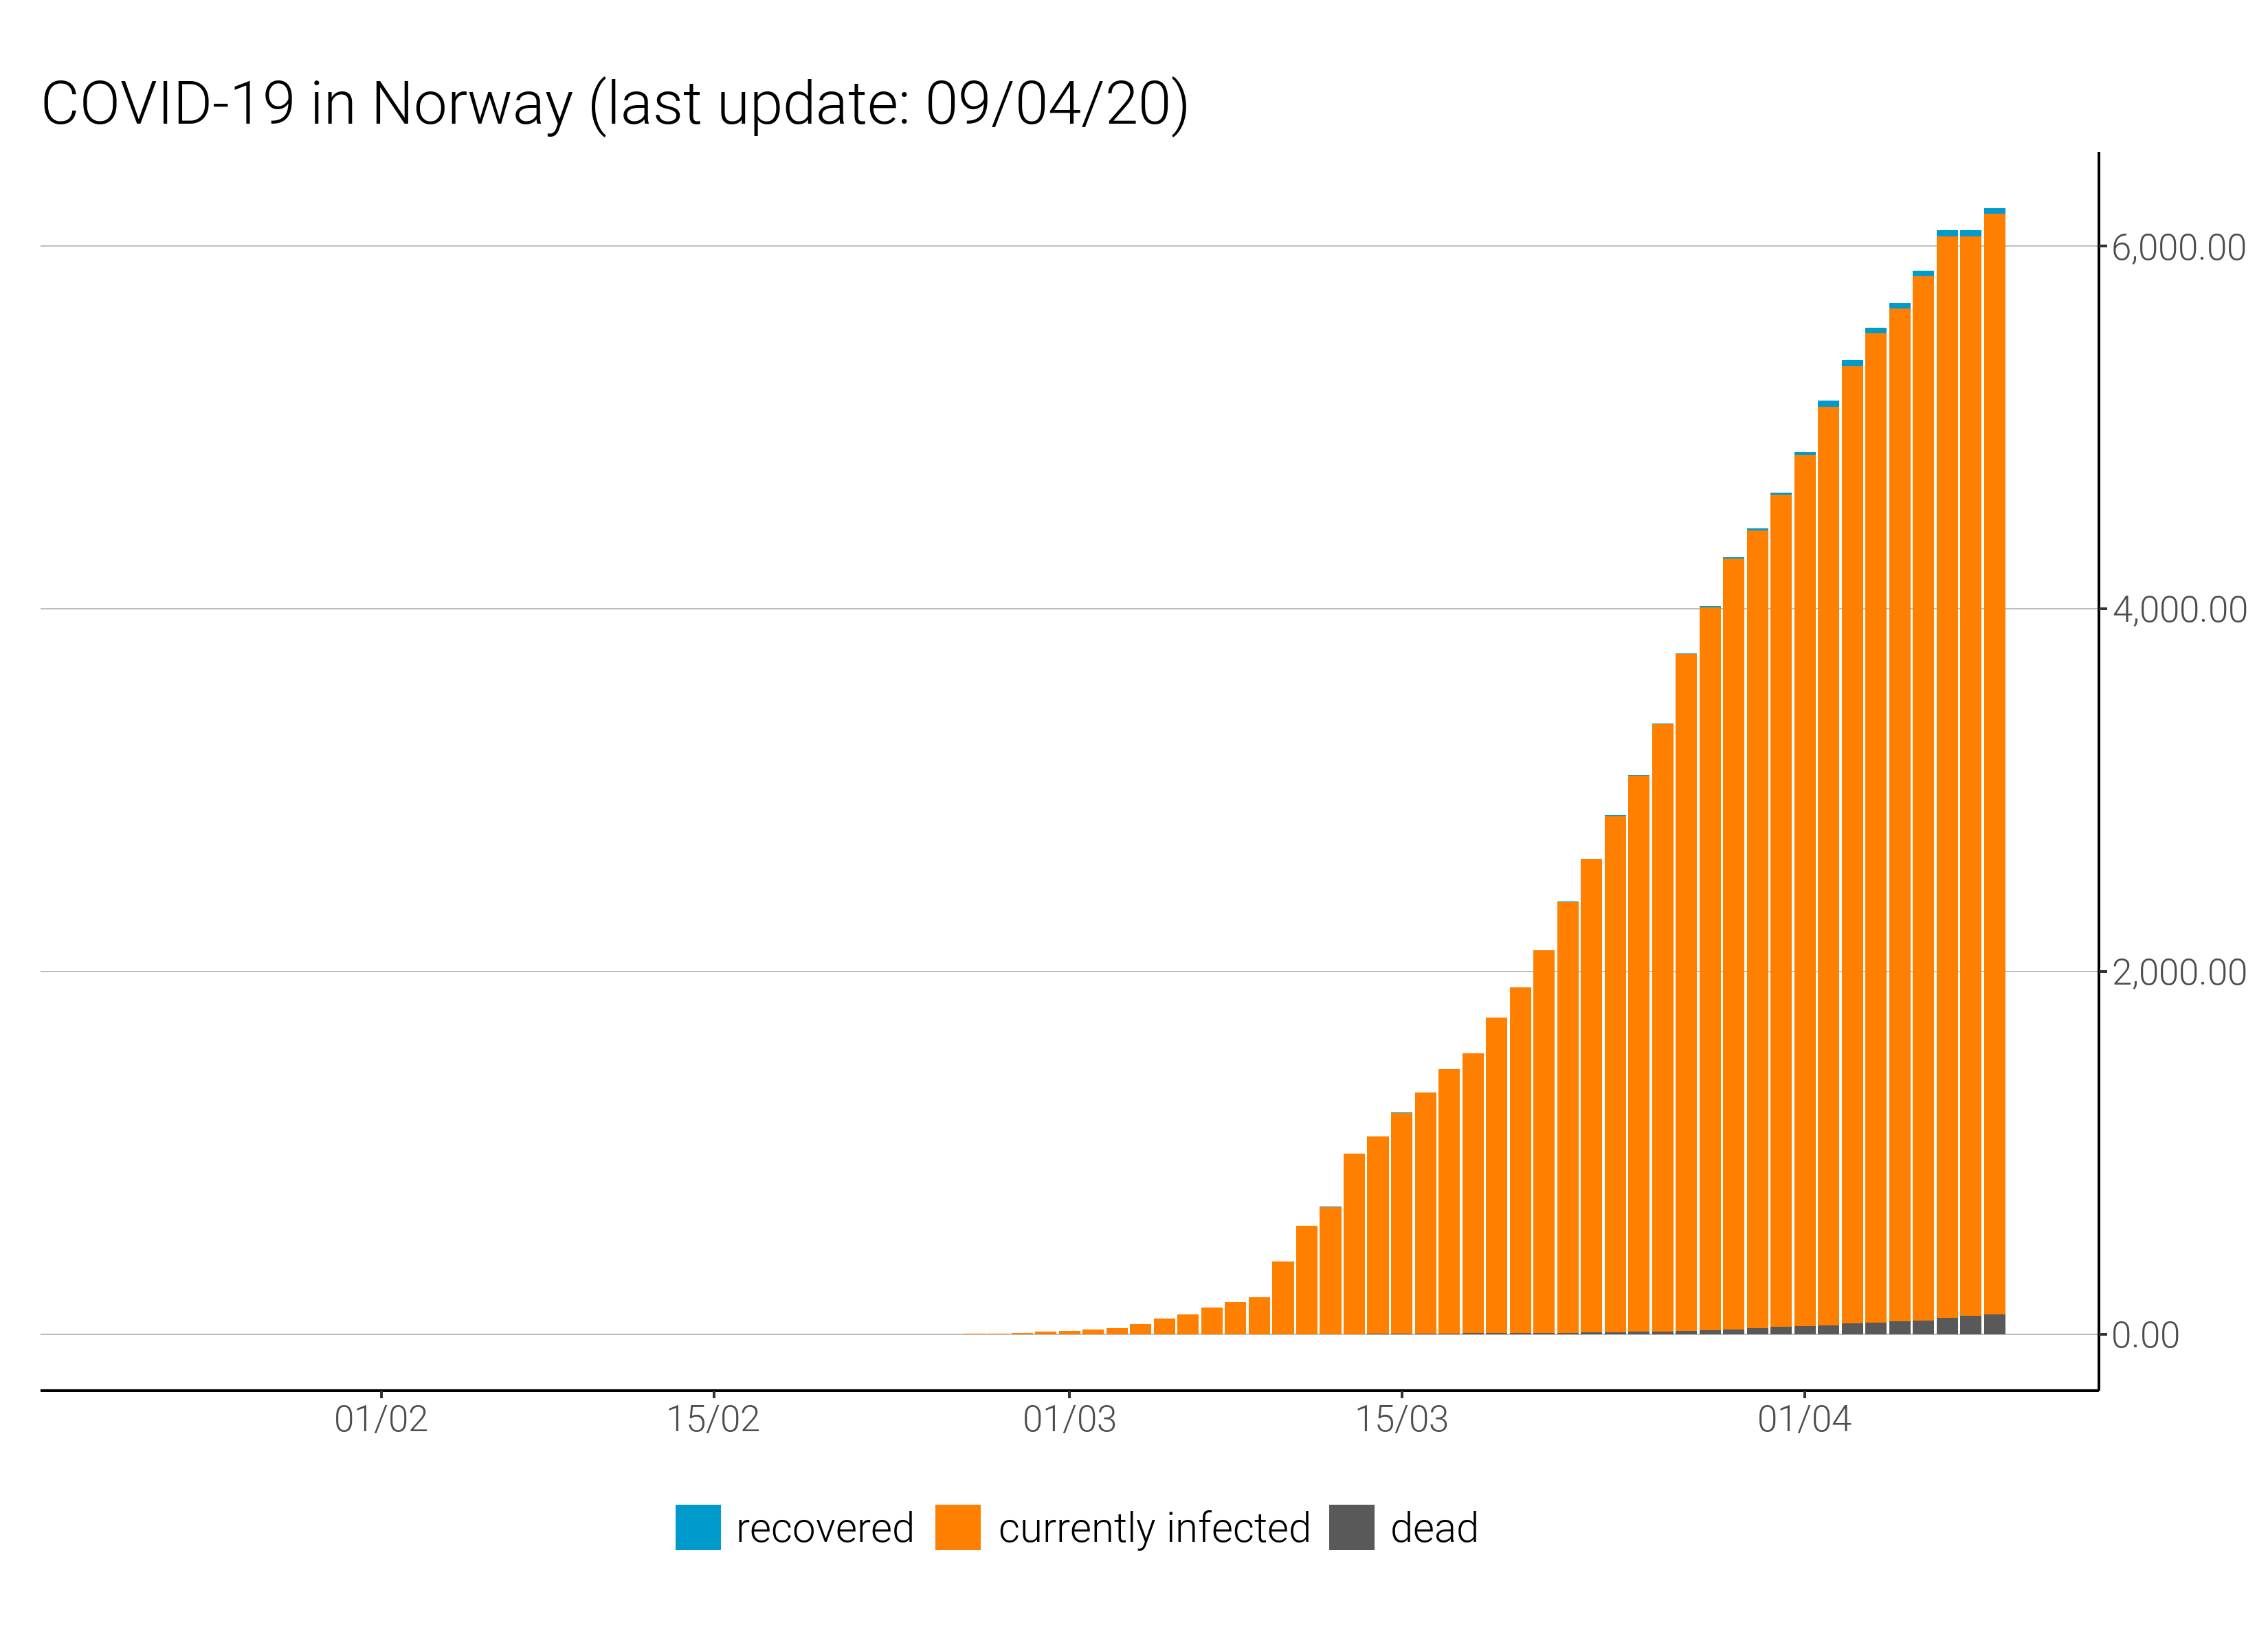 COVID-19 in Norway (last update: 09/04/20)
6,000.00
4,000.00
2,000.00
0.00
01/02 15/02 01/03 15/03 01/04
recovered currently infected dead